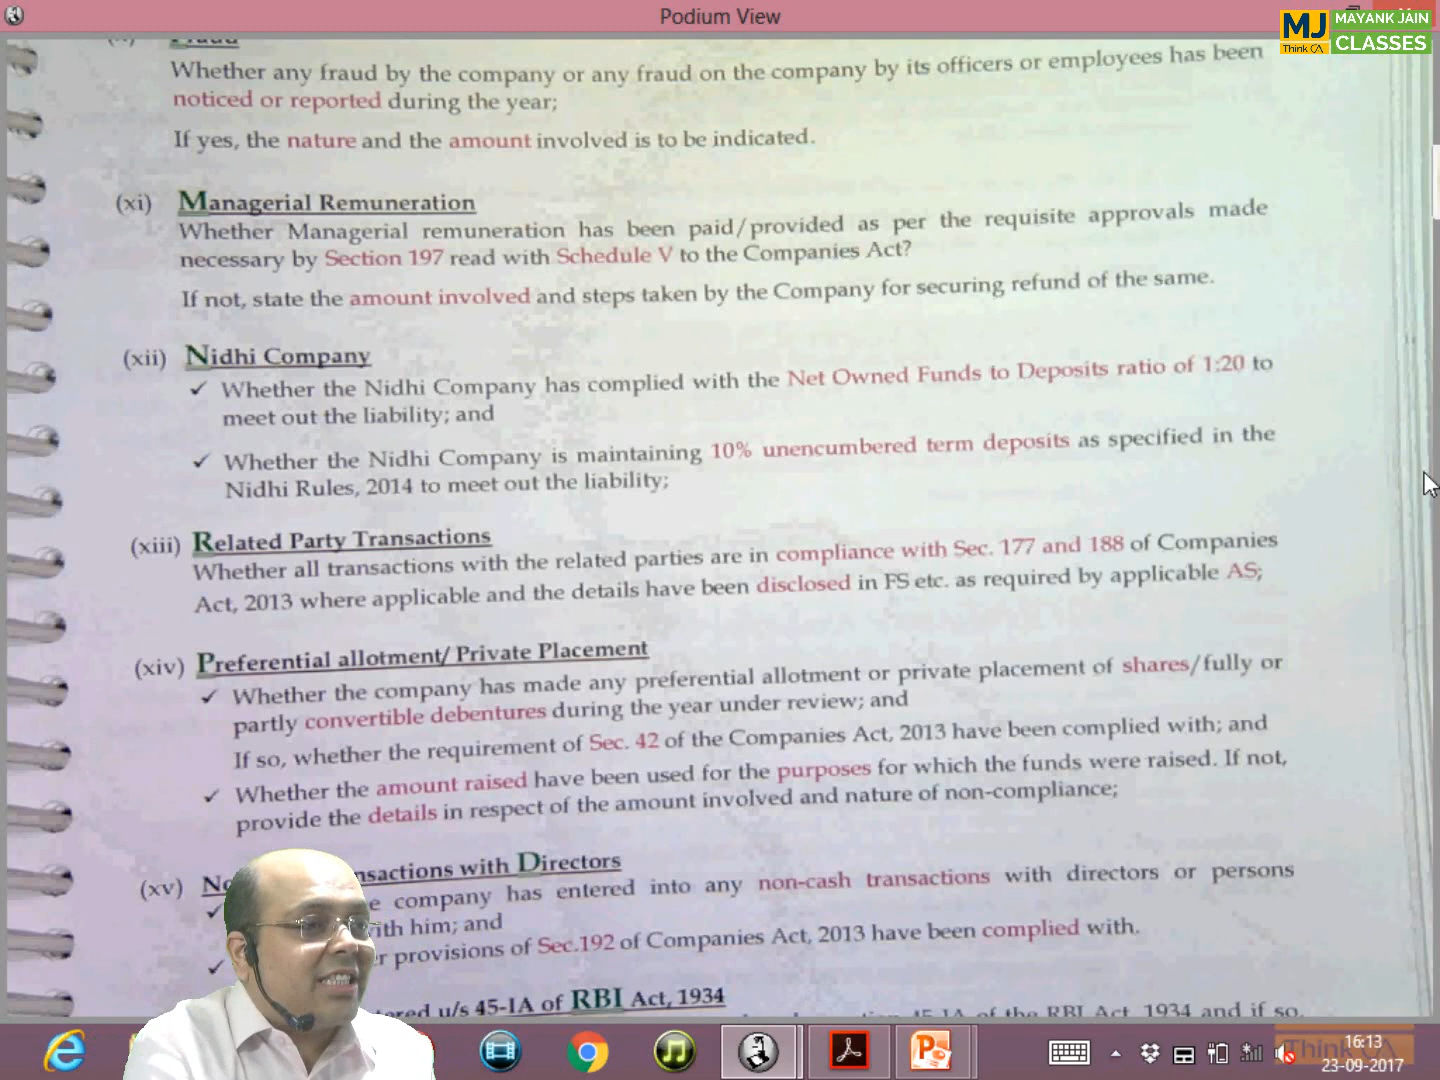 Podium View
MJ
Think CA
MAYANK JAIN
CLASSES
Fraud
Whether any fraud by the company or any fraud on the company by its officers or employees has been
noticed or reported during the year;
If yes, the nature and the amount involved is to be indicated.
(xi) Managerial Remuneration
Whether Managerial remuneration has been paid/provided as per the requisite approvals made
necessary by Section 197 read with Schedule V to the Companies Act?
If not, state the amount involved and steps taken by the Company for securing refund of the same.
(xii) Nidhi Company
✓ Whether the Nidhi Company has complied with the Net Owned Funds to Deposits ratio of 1:20 to
meet out the liability; and
✓ Whether the Nidhi Company is maintaining 10% unencumbered term deposits as specified in the
Nidhi Rules, 2014 to meet out the liability;
(xiii) Related Party Transactions
Whether all transactions with the related parties are in compliance with Sec. 177 and 188 of Companies
Act, 2013 where applicable and the details have been disclosed in FS etc. as required by applicable AS;
(xiv) Preferential allotment/ Private Placement
✓ Whether the company has made any preferential allotment or private placement of shares/fully or
partly convertible debentures during the year under review; and
If so, whether the requirement of Sec. 42 of the Companies Act, 2013 have been complied with; and
✓ Whether the amount raised have been used for the purposes for which the funds were raised. If not,
provide the details in respect of the amount involved and nature of non-compliance;
(xv) No nsactions with Directors
✓ e company has entered into any non-cash transactions with directors or persons
ith him; and
✓ r provisions of Sec.192 of Companies Act, 2013 have been complied with.
ered u/s 45-IA of RBI Act, 1934
45-IA of the RBI Act, 1934 and if so,
Think CA
16:13
23-09-2017